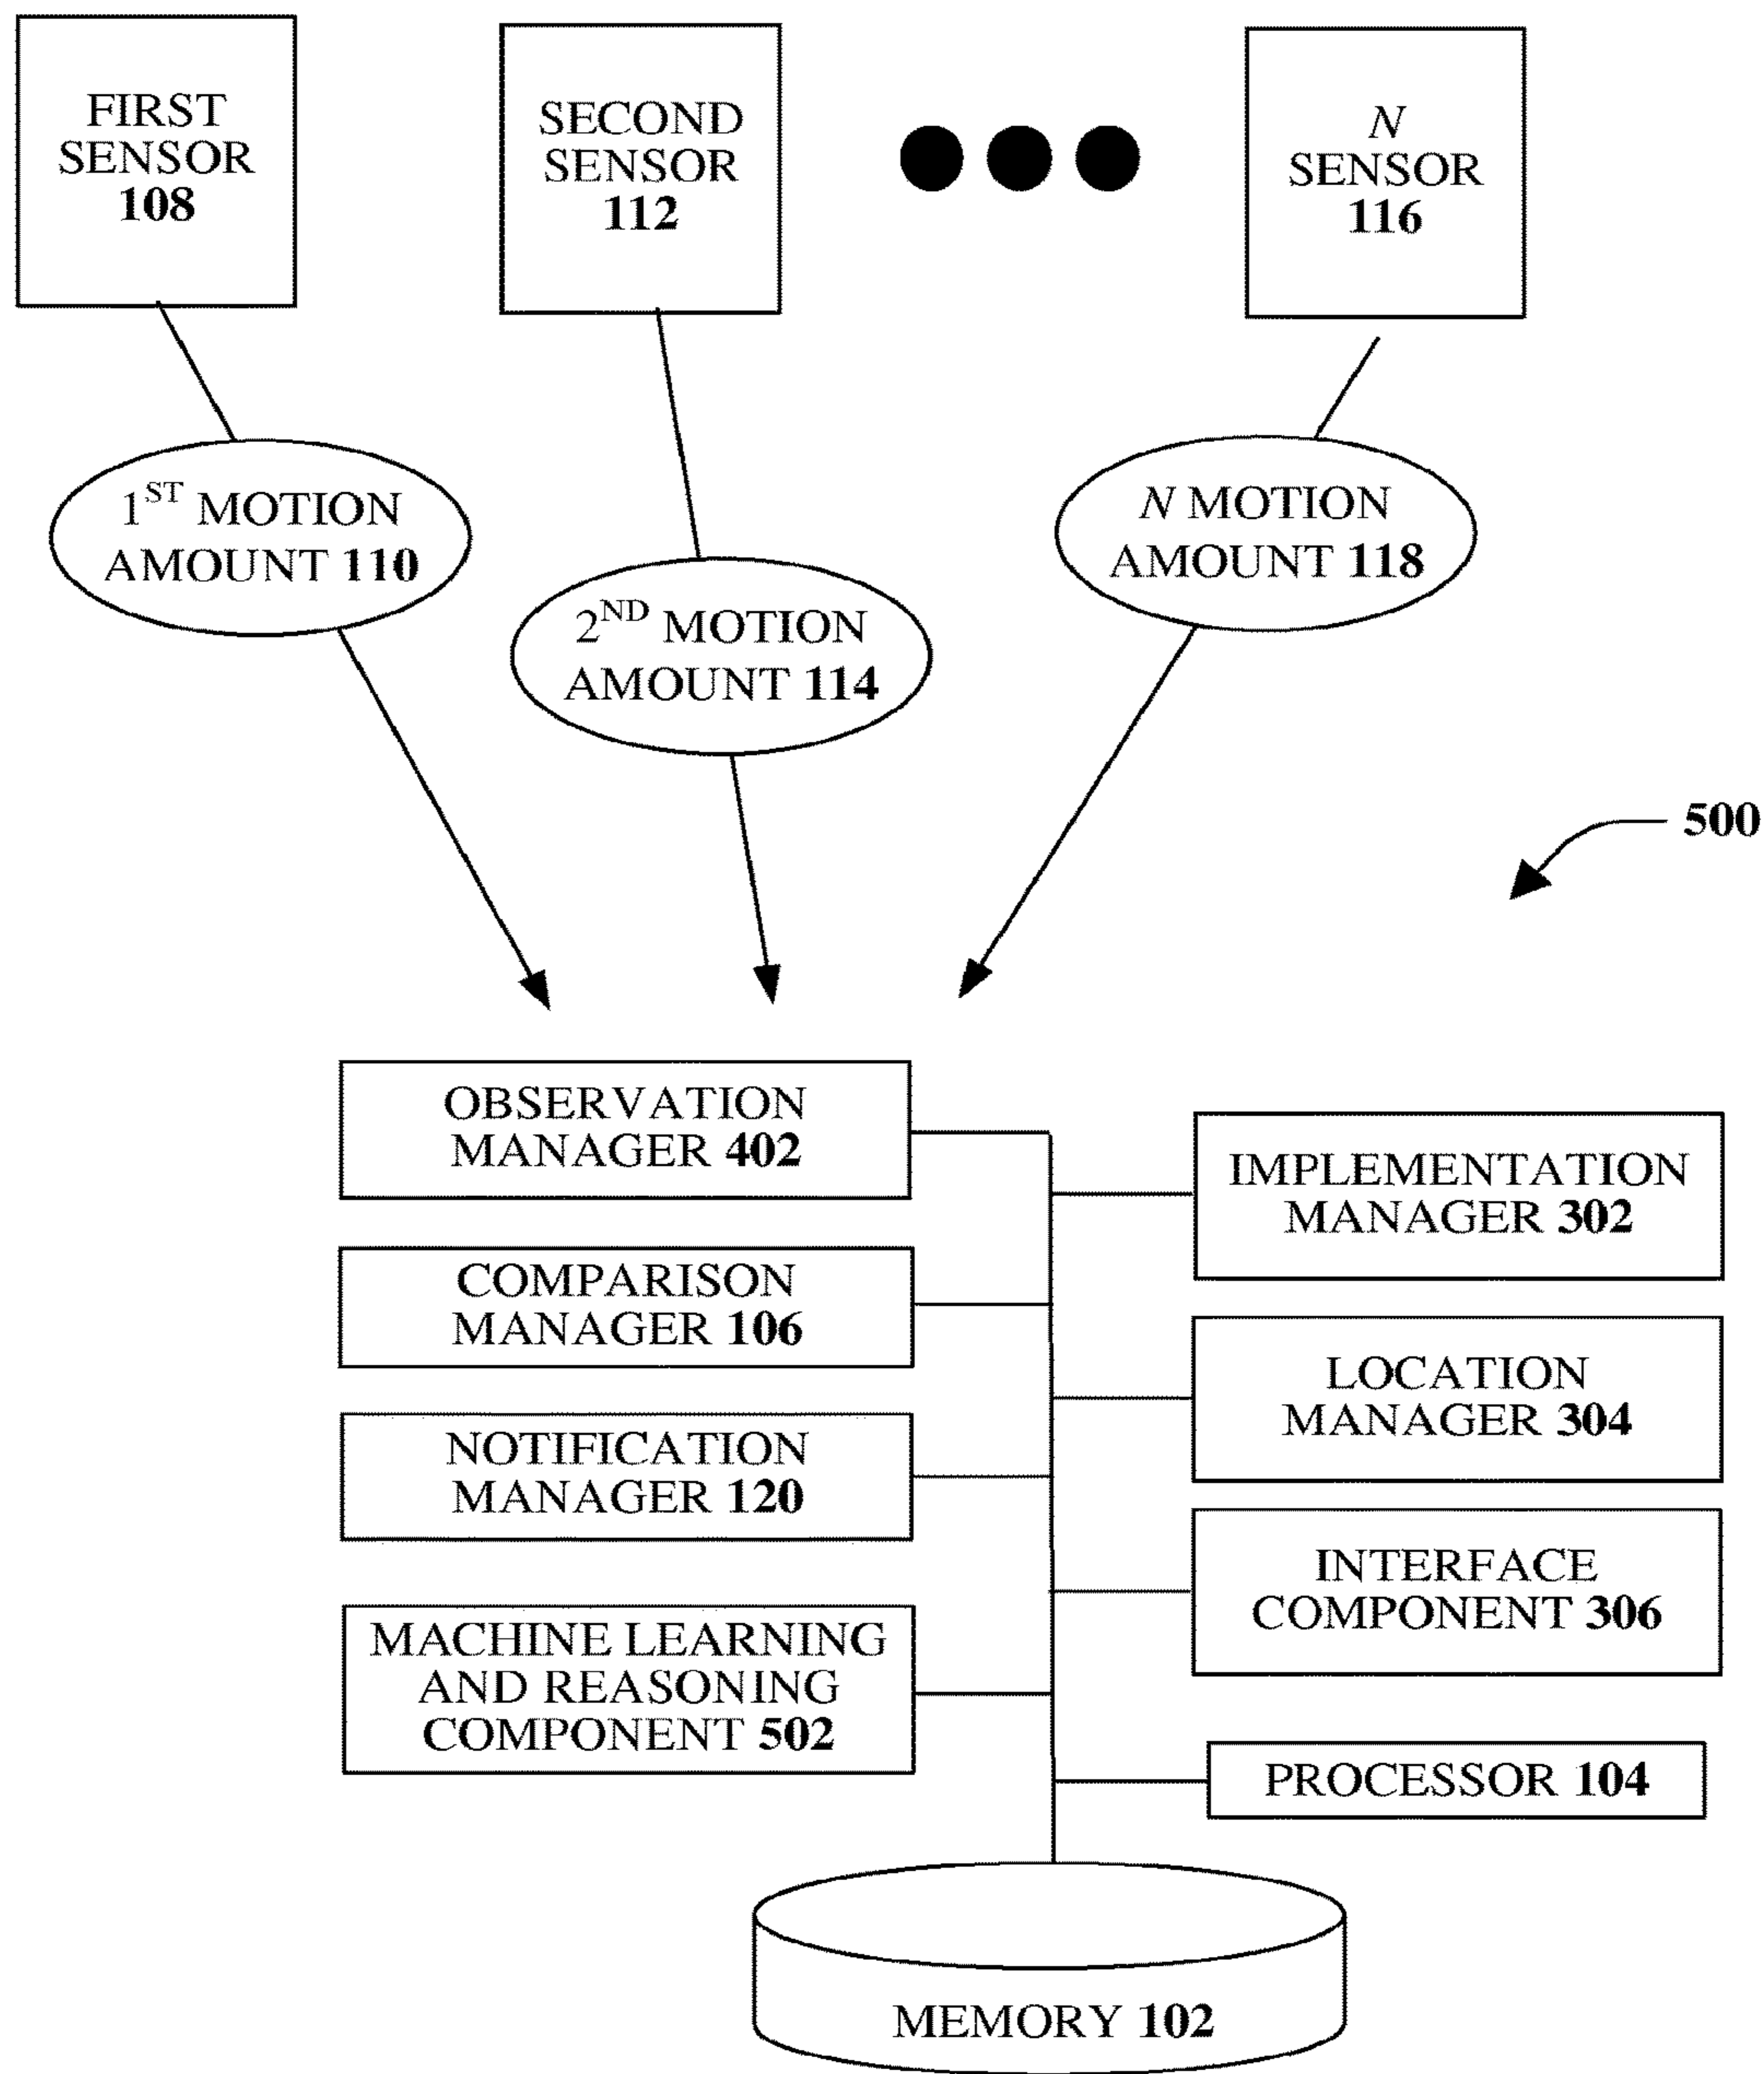 FIRST
SENSOR
108
SECOND
SENSOR
112
N
SENSOR
116
1ST MOTION
AMOUNT 110
2ND MOTION
AMOUNT 114
N MOTION
AMOUNT 118
500
OBSERVATION
MANAGER 402
IMPLEMENTATION
MANAGER 302
COMPARISON
MANAGER 106
LOCATION
MANAGER 304
NOTIFICATION
MANAGER 120
INTERFACE
COMPONENT 306
MACHINE LEARNING
AND REASONING
COMPONENT 502
PROCESSOR 104
MEMORY 102